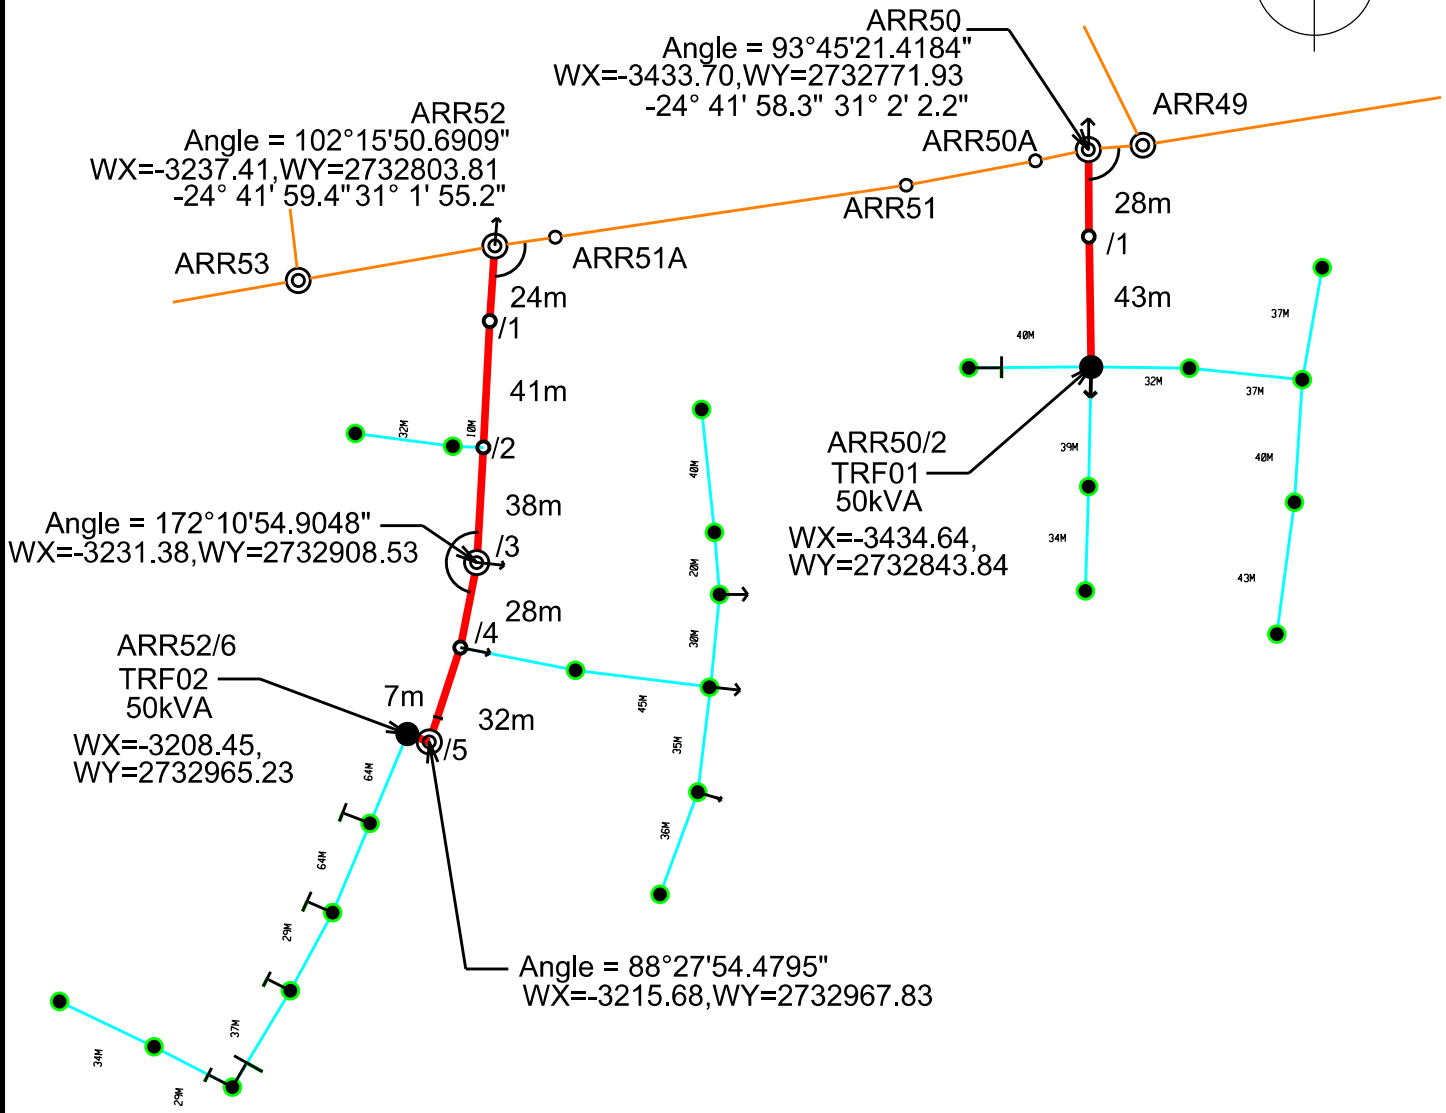 ARR50
Angle = 93°45'21.4184"
WX=-3433.70,WY=2732771.93
-24° 41' 58.3" 31° 2' 2.2"
ARR49
ARR50A
ARR52
Angle = 102°15'50.6909"
WX=-3237.41,WY=2732803.81
-24° 41' 59.4" 31° 1' 55.2"
ARR51
28m
/1
ARR53
ARR51A
24m
/1
43m
37M
40M
41m
32M
37M
32M
10M
/2
39M
40M
ARR50/2
TRF01
50kVA
WX=-3434.64,
WY=2732843.84
40M
38m
Angle = 172°10'54.9048"
WX=-3231.38,WY=2732908.53
/3
34M
20M
43M
28m
/4
30M
ARR52/6
TRF02
50kVA
WX=-3208.45,
WY=2732965.23
7m
32m
/5
45M
35M
64M
36M
64M
29M
Angle = 88°27'54.4795"
WX=-3215.68,WY=2732967.83
37M
34M
29M